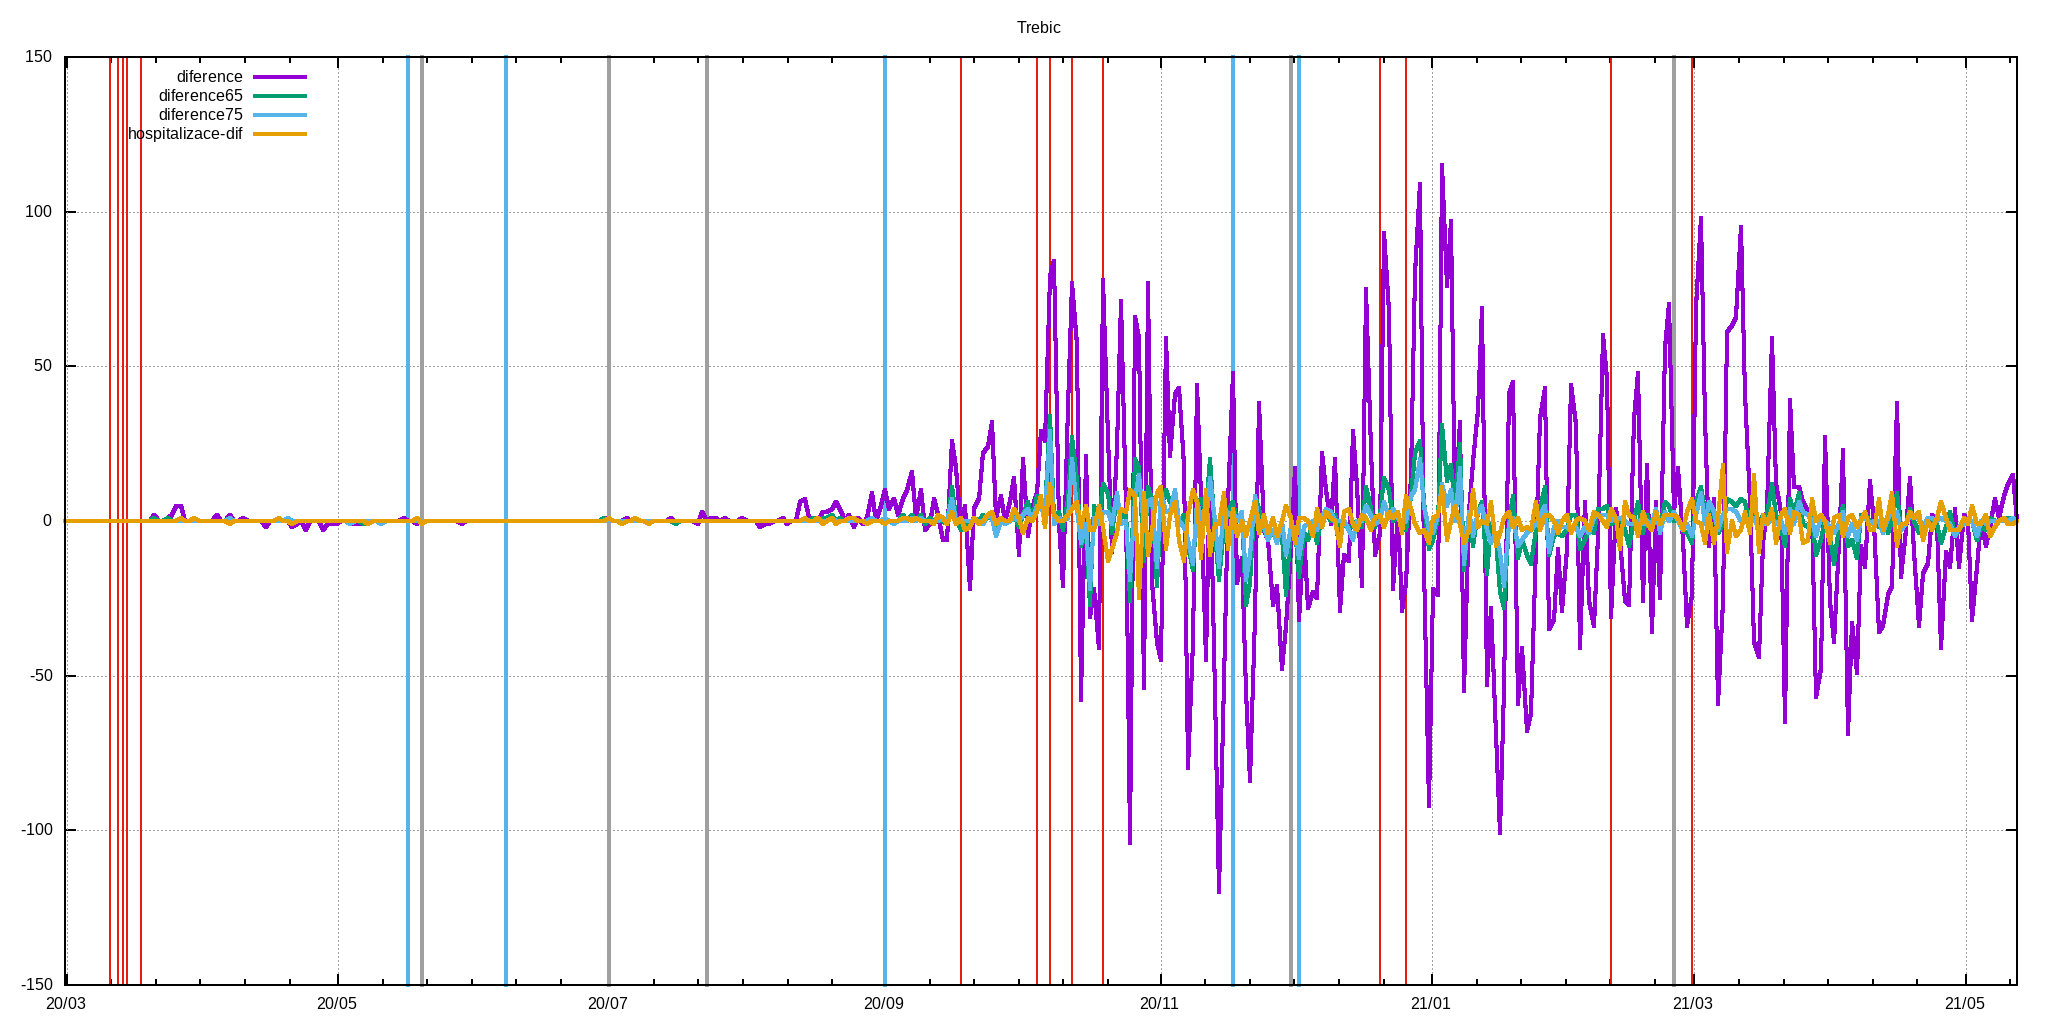 Trebic
150
100
50
0
-50
-100
-150
diference
diference65
diference75
hospitalizace-dif
20/03 20/05 20/07 20/09 20/11 21/01 21/03 21/05